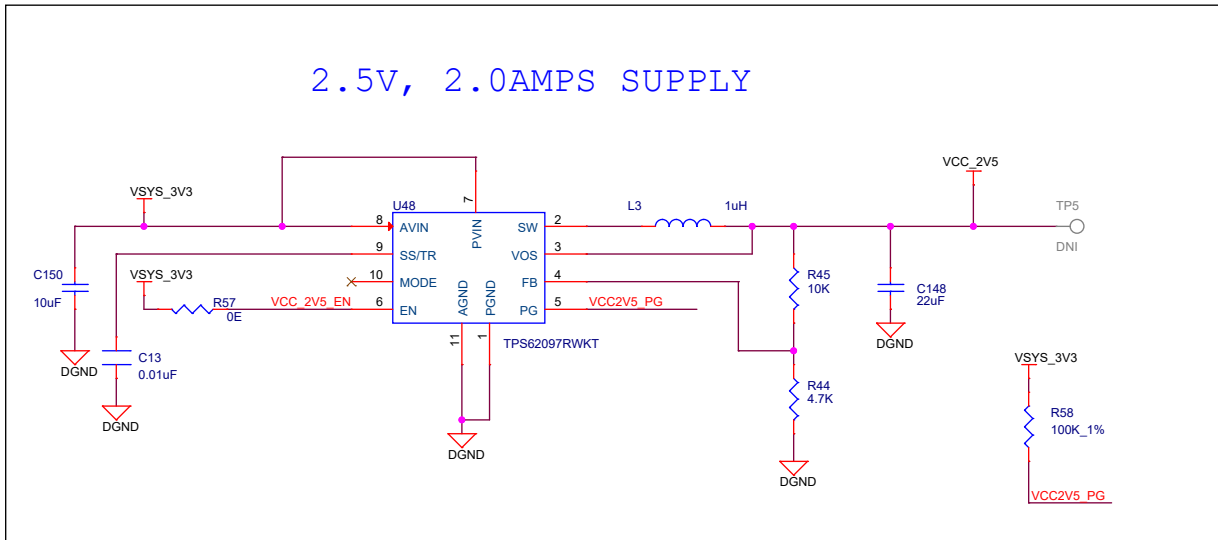 2.5V, 2.0AMPS SUPPLY
VCC_2V5
VSYS_3V3
U48
7
PVIN
L3 1uH
TP5
DNI
8 AVIN
SW 2
9 SS/TR
VOS 3
C150
10uF
VSYS_3V3
10 MODE
FB 4
R45
10K
R57
0E
VCC_2V5_EN
6 EN
PG 5
VCC2V5_PG
C148
22uF
AGND
PGND
11
1
TPS62097RWKT
DGND
DGND
C13
0.01uF
VSYS_3V3
R44
4.7K
DGND
R58
100K_1%
DGND
DGND
VCC2V5_PG